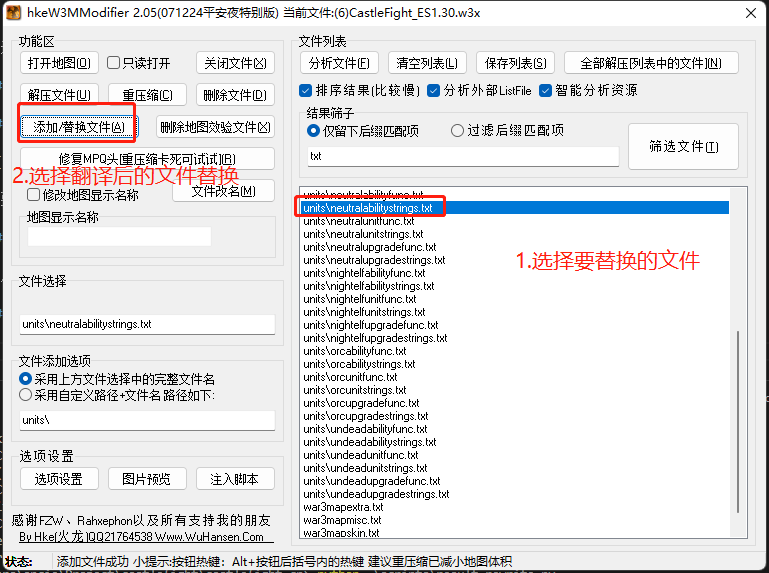 hkeW3MModifier 2.05(071224平安夜特别版) 当前文件:(6)CastleFight_ES1.30.w3x
功能区
打开地图(O)
只读打开
关闭文件(X)
解压文件(U)
重压缩(C)
删除文件(D)
添加/替换文件(A)
删除地图效验文件(X)
修复MPQ头[重压缩卡死可试试](R)
2.选择翻译后的文件替换
修改地图显示名称
文件改名(M)
地图显示名称
文件选择
units\neutralabilitystrings.txt
文件添加选项
采用上方文件选择中的完整文件名
采用自定义路径+文件名 路径如下:
units\
选项设置
选项设置
图片预览
注入脚本
感谢FZW、Rahxephon以及所有支持我的朋友
By Hke(火龙)QQ21764538 Www.WuHansen.Com
文件列表
分析文件(F)
清空列表(L)
保存列表(S)
全部解压[列表中的文件](N)
排序结果(比较慢)
分析外部ListFile
智能分析资源
结果筛子
仅留下后缀匹配项
过滤后缀匹配项
txt
筛选文件(T)
units\neutralabilityfunc.txt
units\neutralabilitystrings.txt
units\neutralunitfunc.txt
units\neutralunitstrings.txt
units\neutralupgradefunc.txt
units\neutralupgradestrings.txt
1.选择要替换的文件
units\nightelfabilityfunc.txt
units\nightelfabilitystrings.txt
units\nightelfunitfunc.txt
units\nightelfunitstrings.txt
units\nightelfupgradefunc.txt
units\nightelfupgradestrings.txt
units\orcabilityfunc.txt
units\orcabilitystrings.txt
units\orcunitfunc.txt
units\orcunitstrings.txt
units\orcupgradefunc.txt
units\orcupgradestrings.txt
units\undeadabilityfunc.txt
units\undeadabilitystrings.txt
units\undeadunitfunc.txt
units\undeadunitstrings.txt
units\undeadupgradefunc.txt
units\undeadupgradestrings.txt
war3mapextra.txt
war3mapmisc.txt
war3mapskin.txt
状态: 添加文件成功 小提示:按钮热键：Alt+按钮后括号内的热键 建议重压缩已减小地图体积